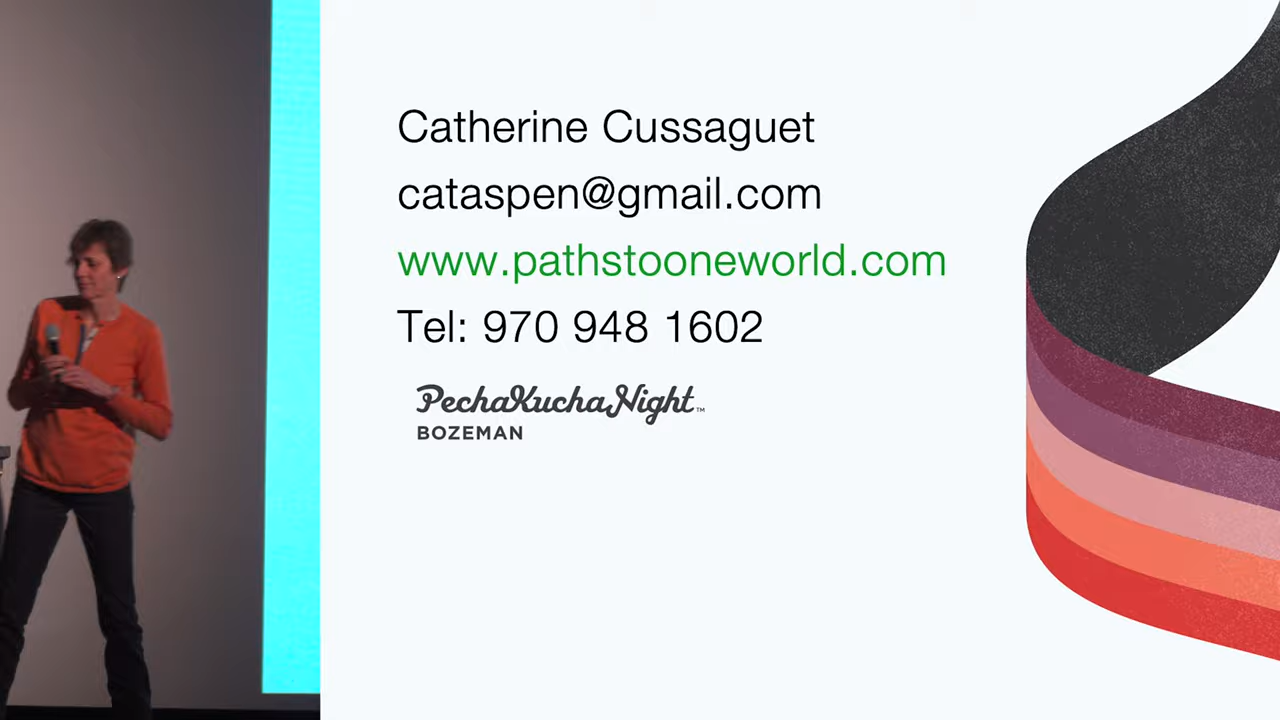 Catherine Cussaguet
cataspen@gmail.com
www.pathstooneworld.com
Tel: 970 948 1602
PechaKuchaNight™
BOZEMAN